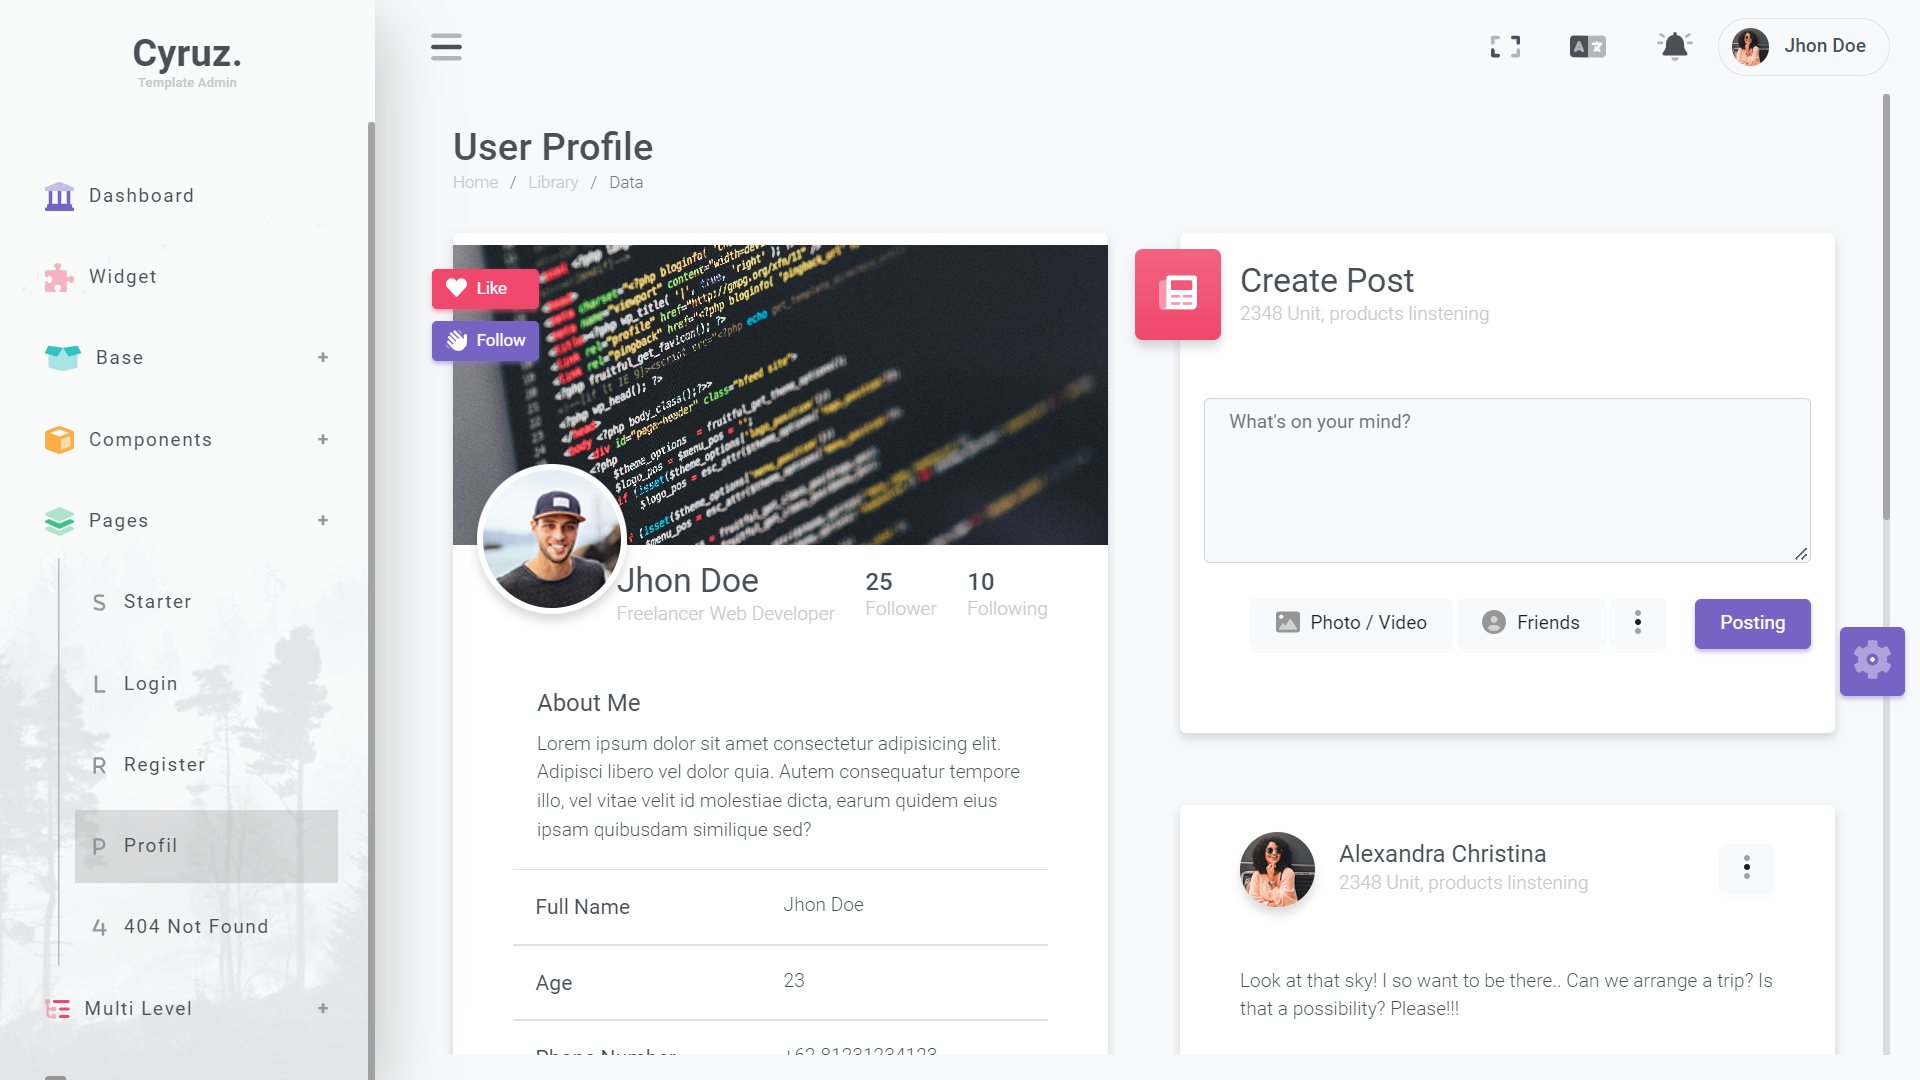 Cyruz.
Template Admin
Dashboard
Widget
Base +
Components +
Pages +
S Starter
L Login
R Register
P Profil
4 404 Not Found
Multi Level +
Jhon Doe
User Profile
Home / Library / Data
Like
Follow
Jhon Doe
Freelancer Web Developer
25
Follower
10
Following
About Me
Lorem ipsum dolor sit amet consectetur adipisicing elit.
Adipisci libero vel dolor quia. Autem consequatur tempore
illo, vel vitae velit id molestiae dicta, earum quidem eius
ipsam quibusdam similique sed?
Full Name Jhon Doe
Age 23
Phone Number +62 81231234123
Create Post
2348 Unit, products linstening
What's on your mind?
Photo / Video
Friends
Posting
Alexandra Christina
2348 Unit, products linstening
Look at that sky! I so want to be there.. Can we arrange a trip? Is
that a possibility? Please!!!